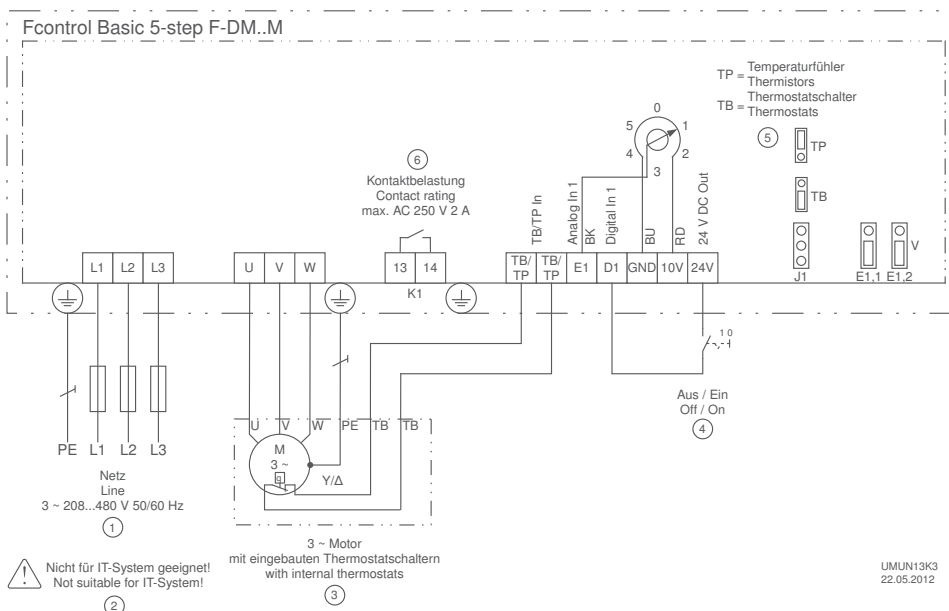 Fcontrol Basic 5-step F-DM..M
TP = Temperaturfühler
Thermistors
TB = Thermostatschalter
Thermostats
5
TP
TB
J1
E1,1 E1,2
V
0
1
2
3
4
5
6
Kontaktbelastung
Contact rating
max. AC 250 V 2 A
TB/TP In
Analog In 1
BK
Digital In 1
BU
RD
24 V DC Out
L1 L2 L3
U V W
13 14
K1
TB/TP TB/TP E1 D1 GND 10V 24V
1 0
Aus / Ein
Off / On
4
PE L1 L2 L3
Netz
Line
3 ~ 208...480 V 50/60 Hz
1
U V W PE TB TB
M
3 ~
Y/Δ
3 ~ Motor
mit eingebauten Thermostatschaltern
with internal thermostats
3
Nicht für IT-System geeignet!
Not suitable for IT-System!
2
UMUN13K3
22.05.2012